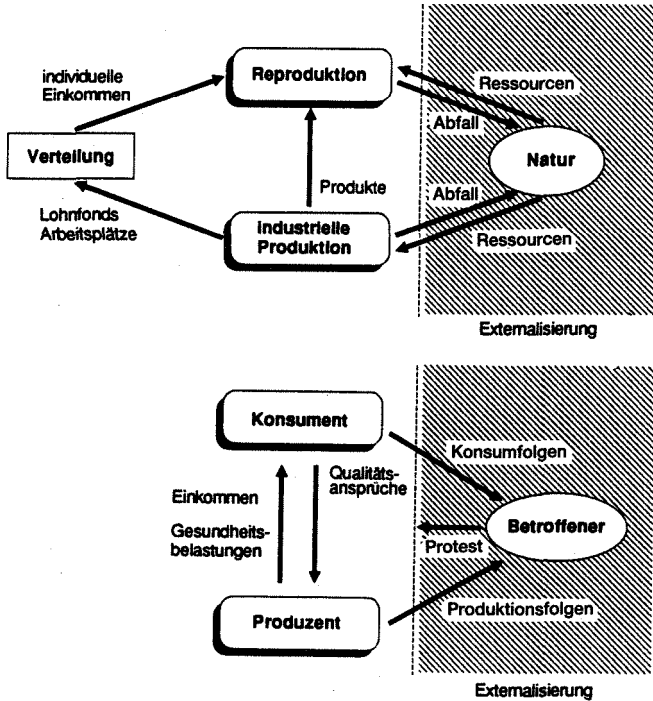 individuelle
Einkommen
Reproduktion
Ressourcen
Abfall
Verteilung
Natur
Produkte
Abfall
Lohnfonds
Arbeitsplätze
industrielle
Produktion
Ressourcen
Externalisierung
Konsument
Konsumfolgen
Qualitäts-
ansprüche
Einkommen
Gesundheits-
belastungen
Betroffener
Protest
Produzent
Produktionsfolgen
Externalisierung